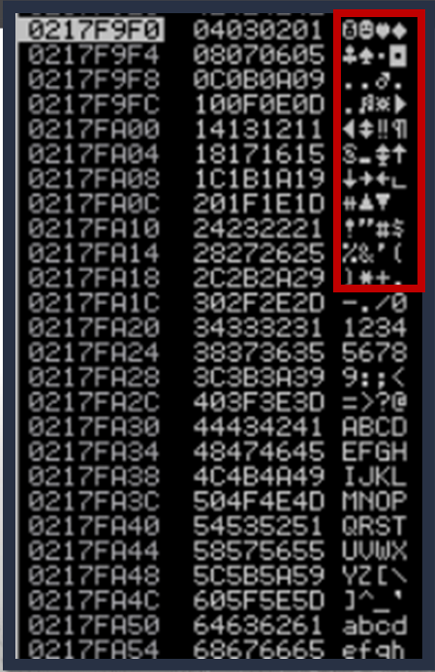 0217F9F0 04030201 ☺☻♥♦
0217F9F4 08070605 ♣♠•◘
0217F9F8 0C0B0A09 ..♂.
0217F9FC 100F0E0D .♫☼►
0217FA00 14131211 ◄↕‼¶
0217FA04 18171615 §▬↨↑
0217FA08 1C1B1A19 ↓→←∟
0217FA0C 201F1E1D ↔▲▼
0217FA10 24232221 !"#$
0217FA14 28272625 %&'(
0217FA18 2C2B2A29 )*+,
0217FA1C 302F2E2D -./0
0217FA20 34333231 1234
0217FA24 38373635 5678
0217FA28 3C3B3A39 9:;<
0217FA2C 403F3E3D =>?@
0217FA30 44434241 ABCD
0217FA34 48474645 EFGH
0217FA38 4C4B4A49 IJKL
0217FA3C 504F4E4D MNOP
0217FA40 54535251 QRST
0217FA44 58575655 UVWX
0217FA48 5C5B5A59 YZ[\
0217FA4C 605F5E5D ]^_`
0217FA50 64636261 abcd
0217FA54 68676665 efgh